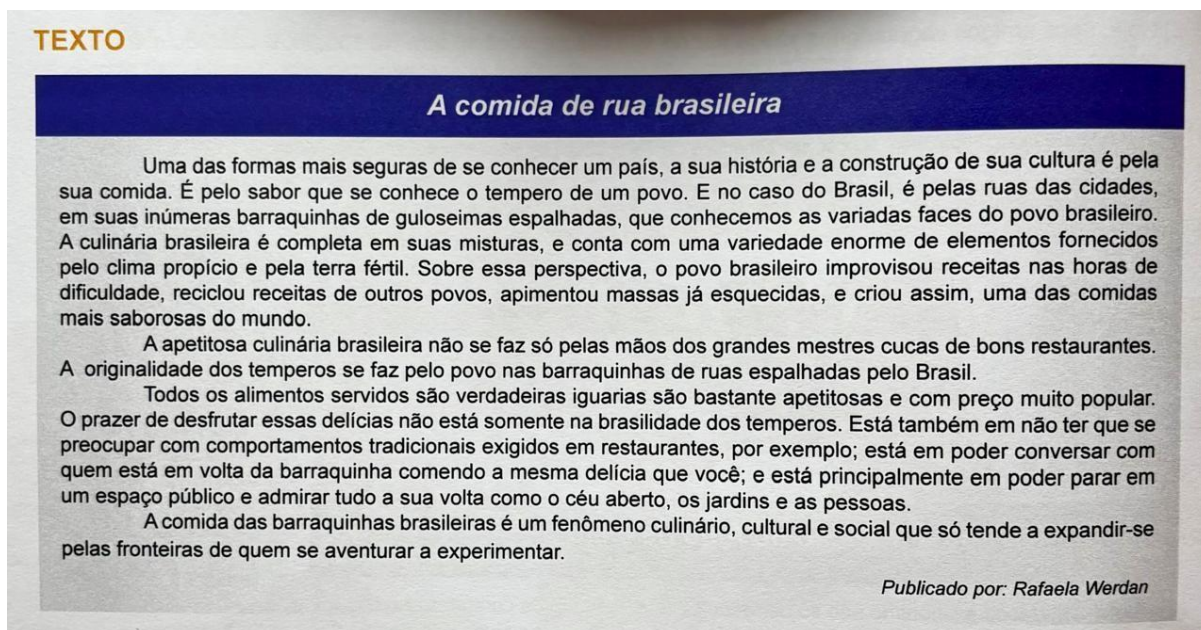 TEXTO
A comida de rua brasileira
Uma das formas mais seguras de se conhecer um país, a sua história e a construção de sua cultura é pela
sua comida. É pelo sabor que se conhece o tempero de um povo. E no caso do Brasil, é pelas ruas das cidades,
em suas inúmeras barraquinhas de guloseimas espalhadas, que conhecemos as variadas faces do povo brasileiro.
A culinária brasileira é completa em suas misturas, e conta com uma variedade enorme de elementos fornecidos
pelo clima propício e pela terra fértil. Sobre essa perspectiva, o povo brasileiro improvisou receitas nas horas de
dificuldade, reciclou receitas de outros povos, apimentou massas já esquecidas, e criou assim, uma das comidas
mais saborosas do mundo.
A apetitosa culinária brasileira não se faz só pelas mãos dos grandes mestres cucas de bons restaurantes.
A originalidade dos temperos se faz pelo povo nas barraquinhas de ruas espalhadas pelo Brasil.
Todos os alimentos servidos são verdadeiras iguarias são bastante apetitosas e com preço muito popular.
O prazer de desfrutar essas delícias não está somente na brasilidade dos temperos. Está também em não ter que se
preocupar com comportamentos tradicionais exigidos em restaurantes, por exemplo; está em poder conversar com
quem está em volta da barraquinha comendo a mesma delícia que você; e está principalmente em poder parar em
um espaço público e admirar tudo a sua volta como o céu aberto, os jardins e as pessoas.
A comida das barraquinhas brasileiras é um fenômeno culinário, cultural e social que só tende a expandir-se
pelas fronteiras de quem se aventurar a experimentar.
Publicado por: Rafaela Werdan